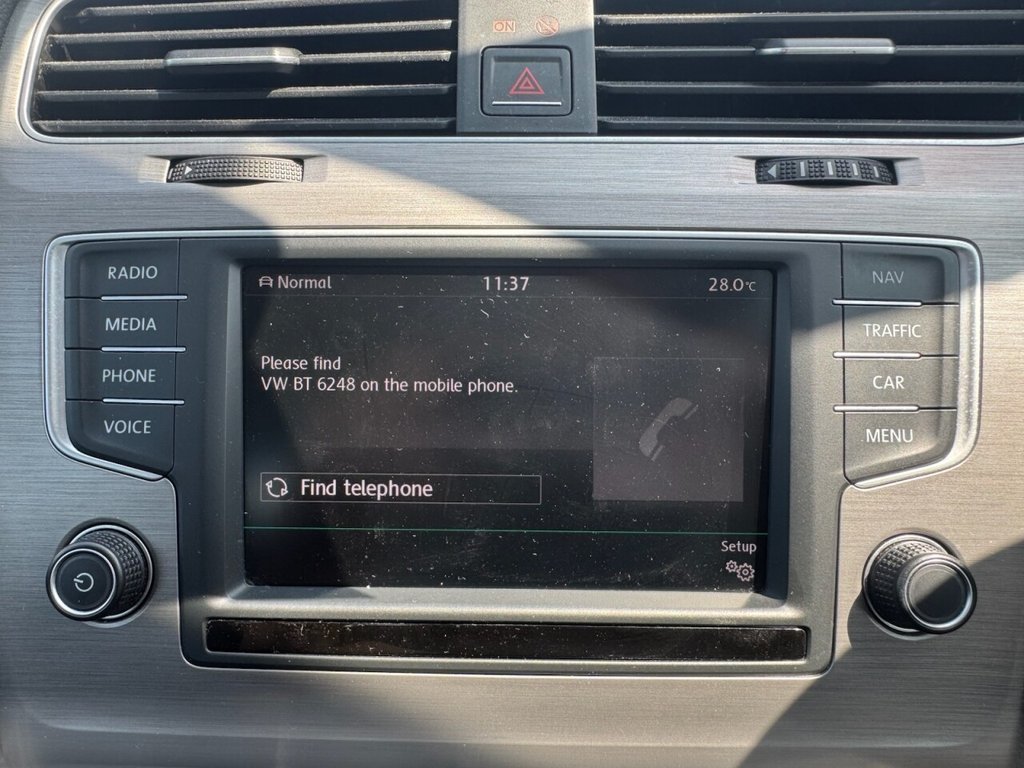 ON
RADIO
MEDIA
PHONE
VOICE
Normal 11:37 28.0°C
Please find
VW BT 6248 on the mobile phone.
Find telephone
Setup
NAV
TRAFFIC
CAR
MENU